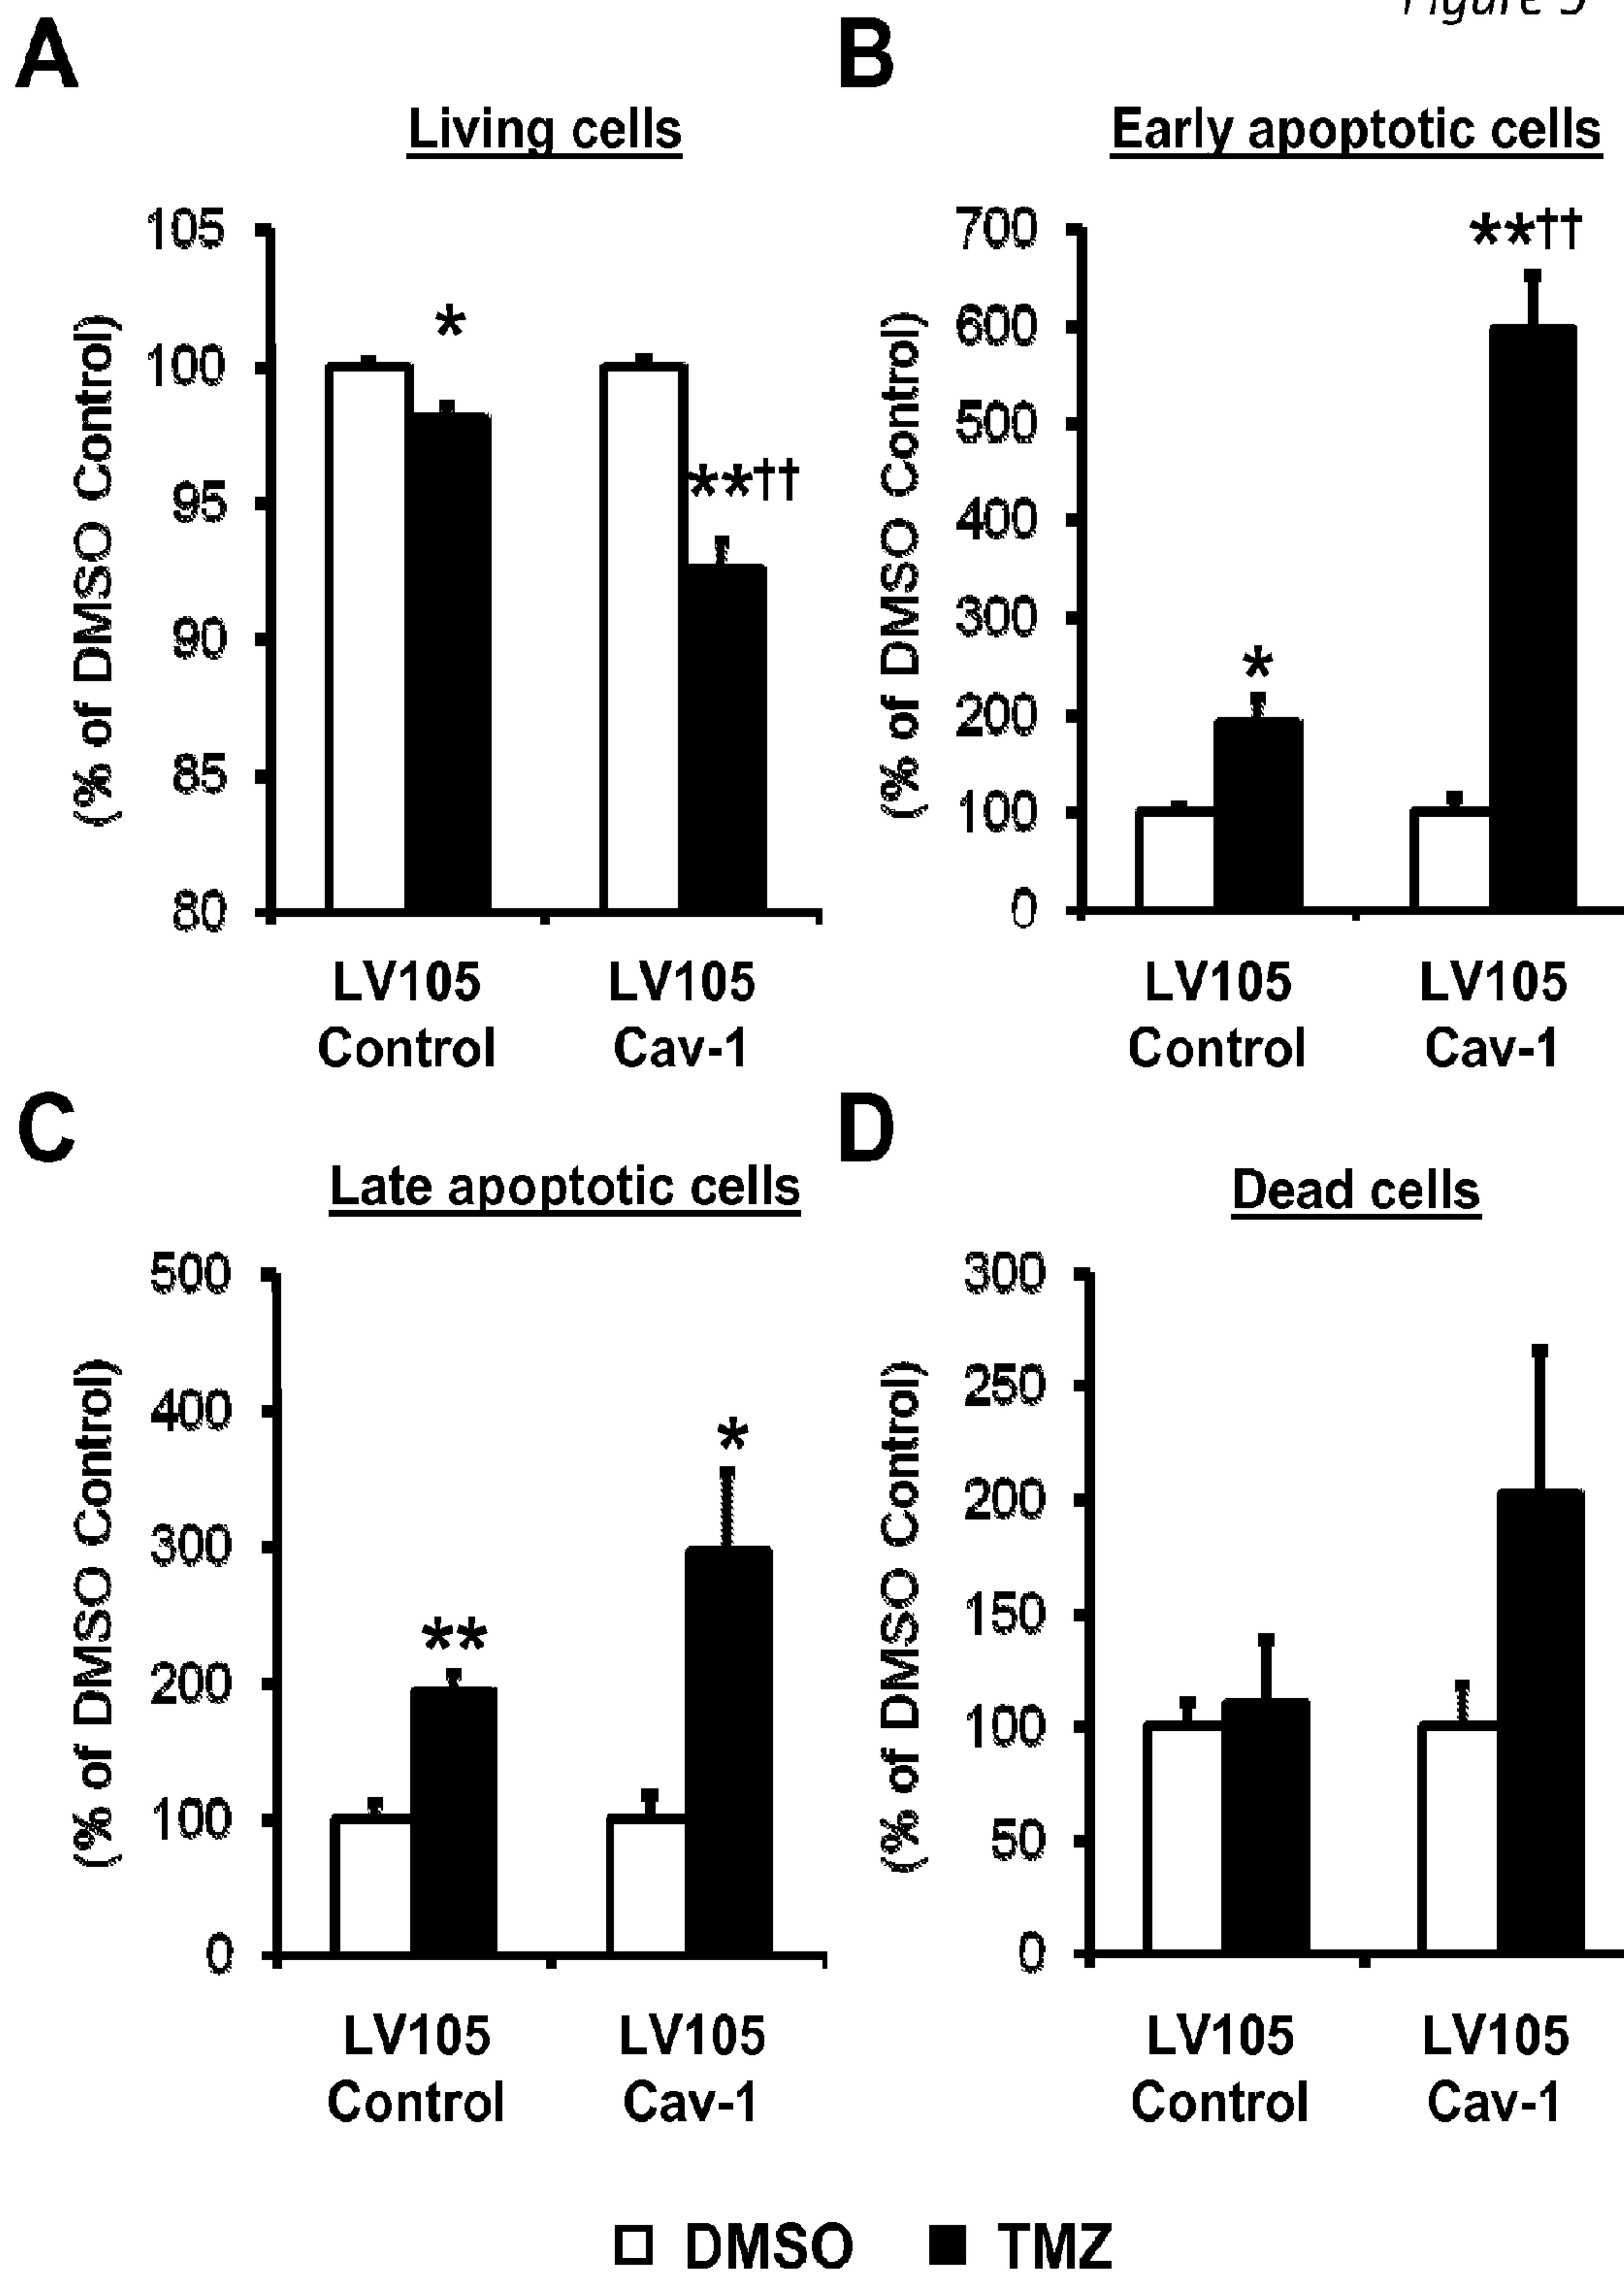 Figure 5
A
B
Living cells
Early apoptotic cells
(% of DMSO Control)
105
100
95
90
85
80
*
**††
LV105
Control
LV105
Cav-1
(% of DMSO Control)
700
600
500
400
300
200
100
0
*
**††
LV105
Control
LV105
Cav-1
C
D
Late apoptotic cells
Dead cells
(% of DMSO Control)
500
400
300
200
100
0
**
*
LV105
Control
LV105
Cav-1
(% of DMSO Control)
300
250
200
150
100
50
0
LV105
Control
LV105
Cav-1
DMSO TMZ